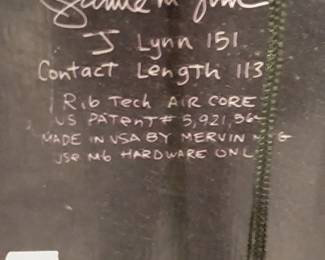 J Lynn 151
Contact Length 113
Rib Tech AIR CORE
US PATENT # 5,921,564
MADE IN USA BY MERVIN
USE M6 HARDWARE ONL